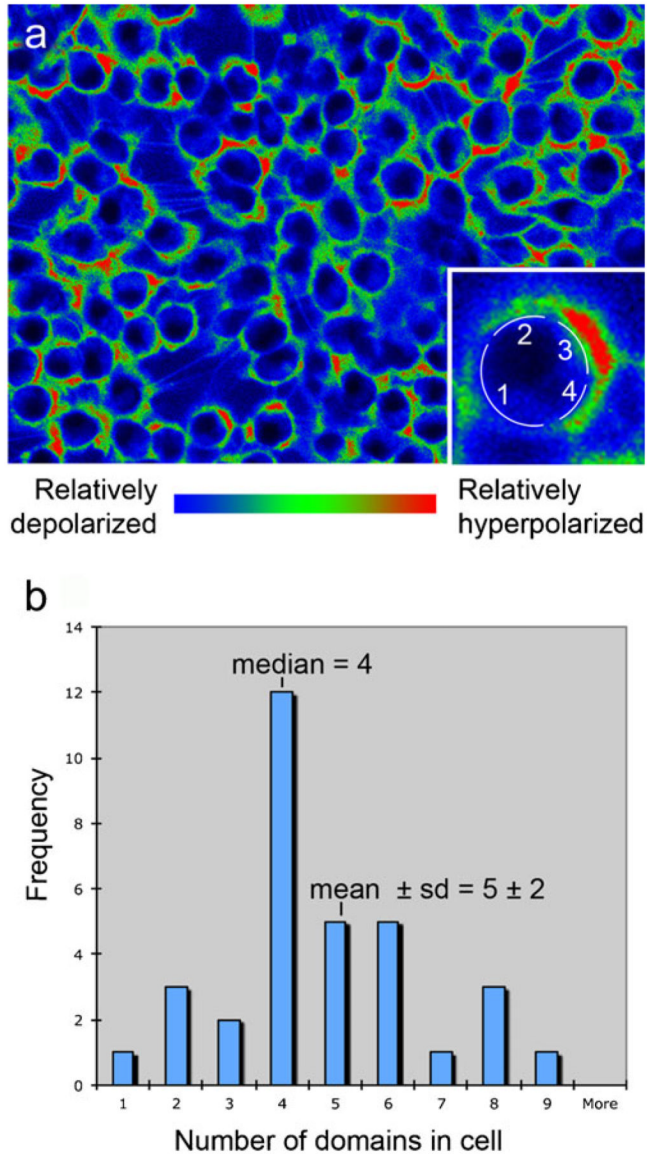 a
2
3
4
1
Relatively depolarized
Relatively hyperpolarized
b
14
median = 4
12
10
8
6
mean ± sd = 5 ± 2
4
2
0
Frequency
1 2 3 4 5 6 7 8 9 More
Number of domains in cell